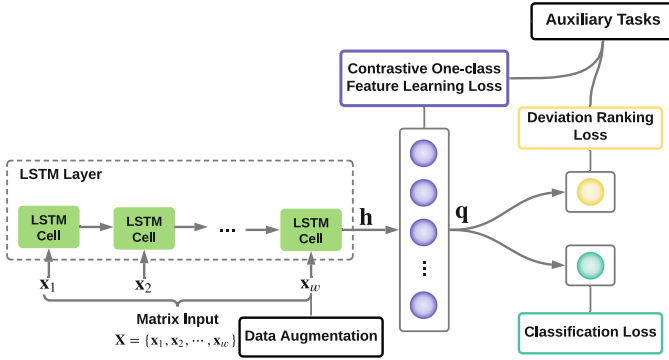 Auxiliary Tasks
Contrastive One-class
Feature Learning Loss
Deviation Ranking
Loss
LSTM Layer
LSTM
Cell
LSTM
Cell
...
LSTM
Cell
h
q
x1
x2
xw
Matrix Input
X = {x1, x2, ⋯, xw}
Data Augmentation
Classification Loss